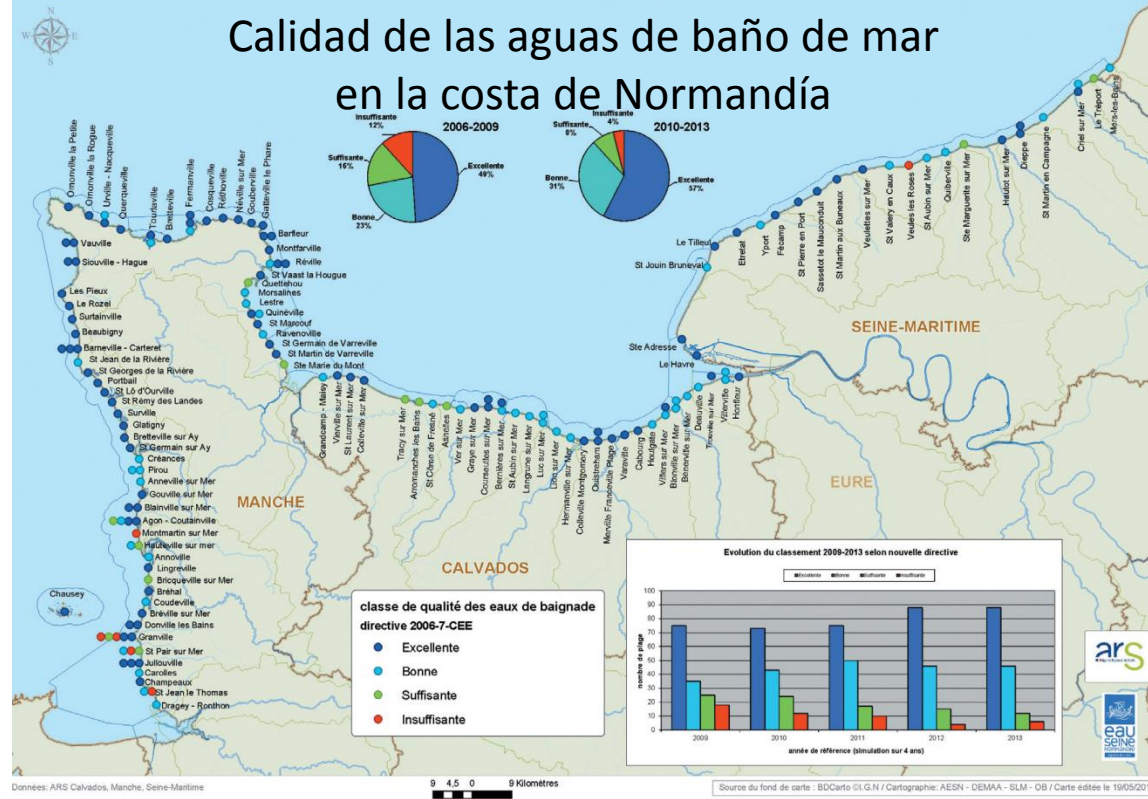 Calidad de las aguas de baño de mar
en la costa de Normandía
N
W
E
S
2006-2009
Insuffisante
12%
Suffisante
16%
Bonne
23%
Excellente
49%
2010-2013
Insuffisante
4%
Suffisante
8%
Bonne
31%
Excellente
57%
Omonville la Petite
Omonville la Rogue
Urville - Nacqueville
Querqueville
Tourlaville
Bretteville
Fermanville
Cosqueville
Réthoville
Néville sur Mer
Gouberville
Gatteville le Phare
Barfleur
Montfarville
Réville
St Vaast la Hougue
Quettehou
Morsalines
Lestre
Quinéville
St Marcouf
Ravenoville
St Germain de Varreville
St Martin de Varreville
Ste Marie du Mont
Vauville
Siouville - Hague
Les Pieux
Le Rozel
Surtainville
Beaubigny
Barneville - Carteret
St Jean de la Rivière
St Georges de la Rivière
Portbail
St Lô d'Ourville
St Rémy des Landes
Surville
Glatigny
Bretteville sur Ay
St Germain sur Ay
Créances
Pirou
Anneville sur Mer
Gouville sur Mer
Blainville sur Mer
Agon - Coutainville
Montmartin sur Mer
Hauteville sur mer
Annoville
Lingreville
Bricqueville sur Mer
Bréhal
Coudeville
Bréville sur Mer
Donville les Bains
Granville
St Pair sur Mer
Jullouville
Carolles
Champeaux
St Jean le Thomas
Dragey - Ronthon
Chausey
Grandcamp - Maisy
Vierville sur Mer
St Laurent sur Mer
Colleville sur Mer
Tracy sur Mer
Arromanches les Bains
St Côme de Fresné
Asnelles
Ver sur Mer
Graye sur Mer
Courseulles sur Mer
Bernières sur Mer
St Aubin sur Mer
Langrune sur Mer
Luc sur Mer
Lion sur Mer
Hermanville sur Mer
Colleville Montgomery
Ouistreham
Merville Franceville Plage
Varaville
Cabourg
Houlgate
Villers sur Mer
Blonville sur Mer
Benerville sur Mer
Deauville
Trouville sur Mer
Villerville
Honfleur
Le Havre
Ste Adresse
St Jouin Bruneval
Le Tilleul
Etretat
Yport
Fécamp
St Pierre en Port
Sassetot le Mauconduit
St Martin aux Buneaux
Veulettes sur Mer
St Valery en Caux
Veules les Roses
St Aubin sur Mer
Quiberville
Ste Marguerite sur Mer
Hautot sur Mer
Dieppe
St Martin en Campagne
Criel sur Mer
Le Tréport
Mers-les-Bains
MANCHE
CALVADOS
SEINE-MARITIME
EURE
classe de qualité des eaux de baignade
directive 2006-7-CEE
Excellente
Bonne
Suffisante
Insuffisante
Evolution du classement 2009-2013 selon nouvelle directive
Excellente Bonne Suffisante Insuffisante
nombre de plage
100
90
80
70
60
50
40
30
20
10
0
2009 2010 2011 2012 2013
année de référence (simulation sur 4 ans)
ars
eau
SEINE
NORMANDIE
Données: ARS Calvados, Manche, Seine-Maritime
9 4,5 0 9 Kilomètres
Source du fond de carte : BDCarto ©I.G.N / Cartographie: AESN - DEMAA - SLM - OB / Carte éditée le